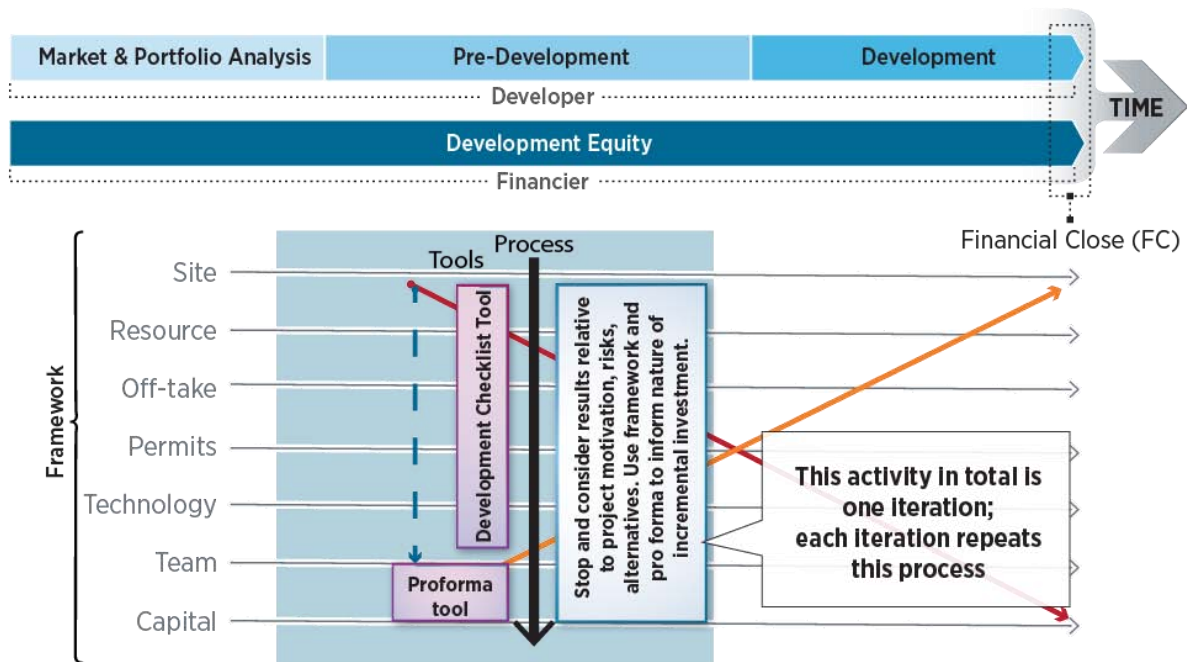 Market & Portfolio Analysis
Pre-Development
Development
Developer
TIME
Development Equity
Financier
Financial Close (FC)
Framework
Site
Resource
Off-take
Permits
Technology
Team
Capital
Process
Tools
Development Checklist Tool
Proforma
tool
Stop and consider results relative
to project motivation, risks,
alternatives. Use framework and
pro forma to inform nature of
incremental investment.
This activity in total is
one iteration;
each iteration repeats
this process